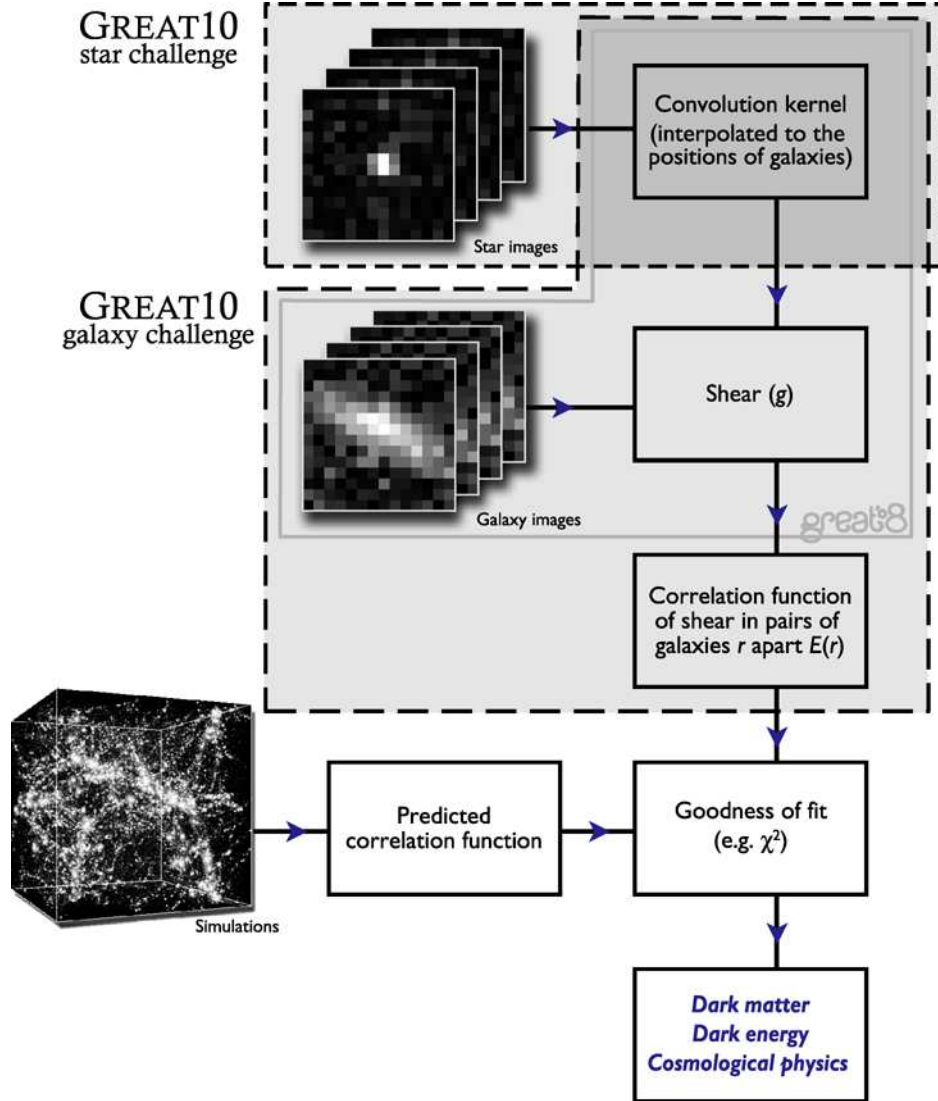 GREAT10
star challenge
Convolution kernel
(interpolated to the
positions of galaxies)
Star images
GREAT10
galaxy challenge
Shear (g)
Galaxy images
great08
Correlation function
of shear in pairs of
galaxies r apart E(r)
Predicted
correlation function
Goodness of fit
(e.g. χ²)
Simulations
Dark matter
Dark energy
Cosmological physics